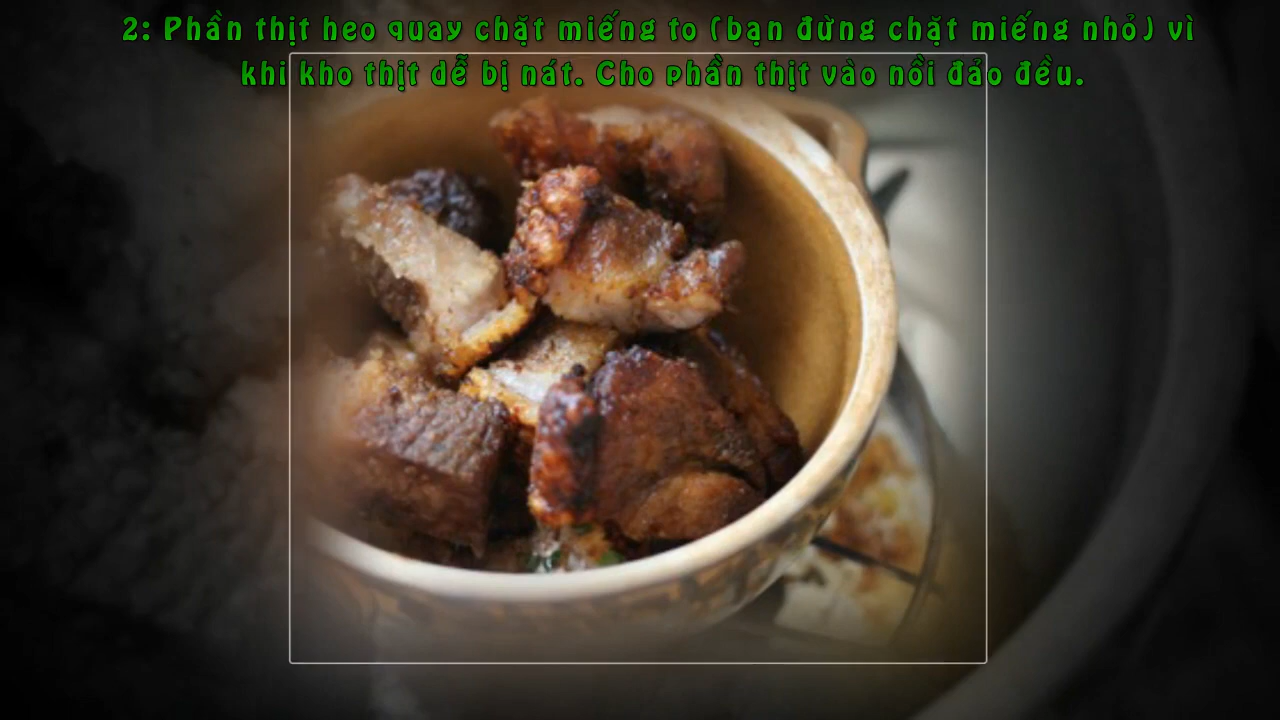 2: Phần thịt heo quay chặt miếng to (bạn đừng chặt miếng nhỏ) vì
khi kho thịt dễ bị nát. Cho phần thịt vào nồi đảo đều.